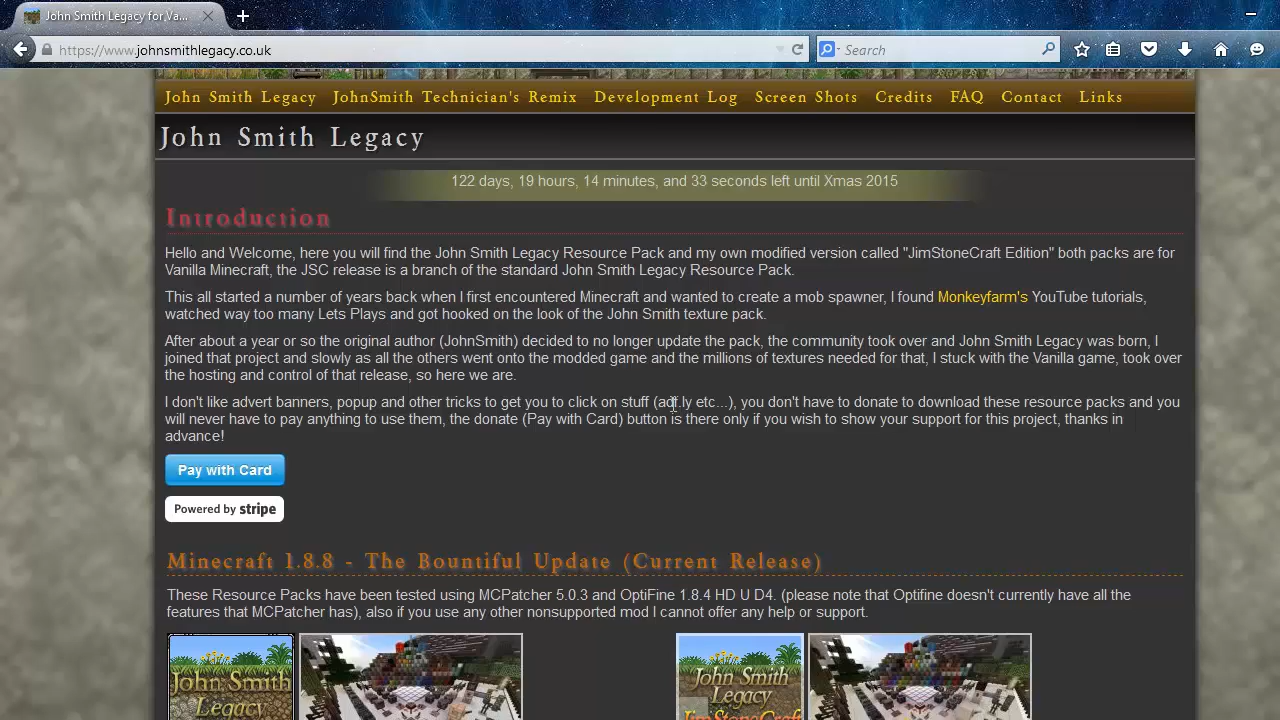 John Smith Legacy for Va...
https://www.johnsmithlegacy.co.uk
Search
John Smith Legacy JohnSmith Technician's Remix Development Log Screen Shots Credits FAQ Contact Links
John Smith Legacy
122 days, 19 hours, 14 minutes, and 33 seconds left until Xmas 2015
Introduction
Hello and Welcome, here you will find the John Smith Legacy Resource Pack and my own modified version called "JimStoneCraft Edition" both packs are for
Vanilla Minecraft, the JSC release is a branch of the standard John Smith Legacy Resource Pack.
This all started a number of years back when I first encountered Minecraft and wanted to create a mob spawner, I found Monkeyfarm's YouTube tutorials,
watched way too many Lets Plays and got hooked on the look of the John Smith texture pack.
After about a year or so the original author (JohnSmith) decided to no longer update the pack, the community took over and John Smith Legacy was born, I
joined that project and slowly as all the others went onto the modded game and the millions of textures needed for that, I stuck with the Vanilla game, took over
the hosting and control of that release, so here we are.
I don't like advert banners, popup and other tricks to get you to click on stuff (adf.ly etc...), you don't have to donate to download these resource packs and you
will never have to pay anything to use them, the donate (Pay with Card) button is there only if you wish to show your support for this project, thanks in
advance!
Pay with Card
Powered by stripe
Minecraft 1.8.8 - The Bountiful Update (Current Release)
These Resource Packs have been tested using MCPatcher 5.0.3 and OptiFine 1.8.4 HD U D4. (please note that Optifine doesn't currently have all the
features that MCPatcher has), also if you use any other nonsupported mod I cannot offer any help or support.
John Smith
Legacy
John Smith
Legacy
JimStoneCraft